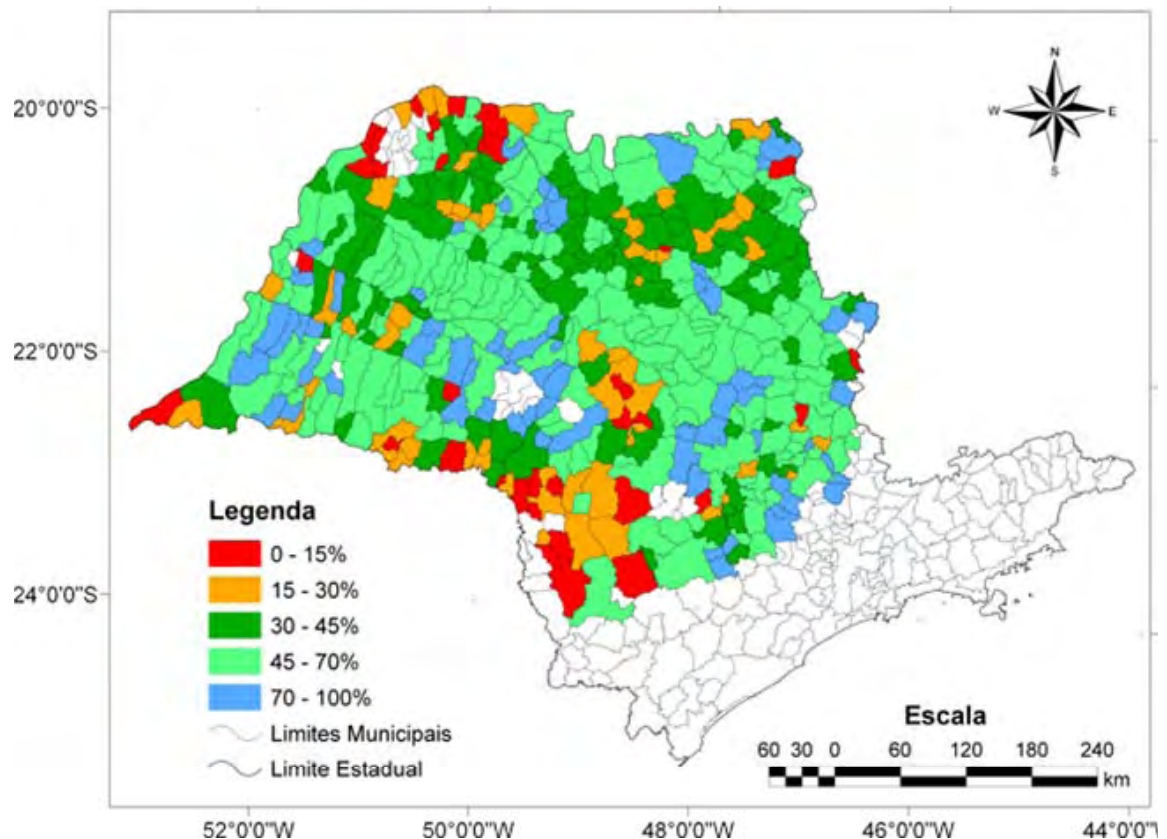 N
W E
S
20°0'0"S
22°0'0"S
24°0'0"S
Legenda
0 - 15%
15 - 30%
30 - 45%
45 - 70%
70 - 100%
Limites Municipais
Limite Estadual
Escala
60 30 0 60 120 180 240
km
52°0'0"W 50°0'0"W 48°0'0"W 46°0'0"W 44°0'0"W